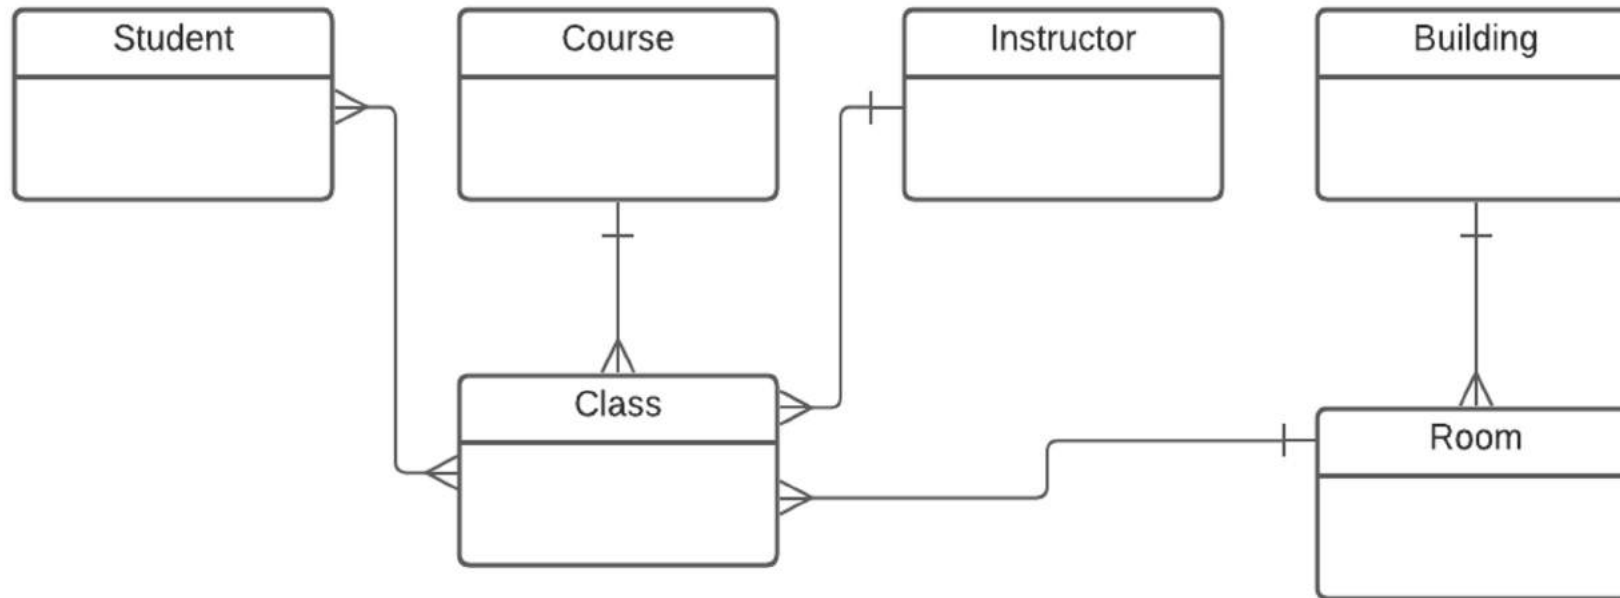 Student
Course
Instructor
Building
Class
Room